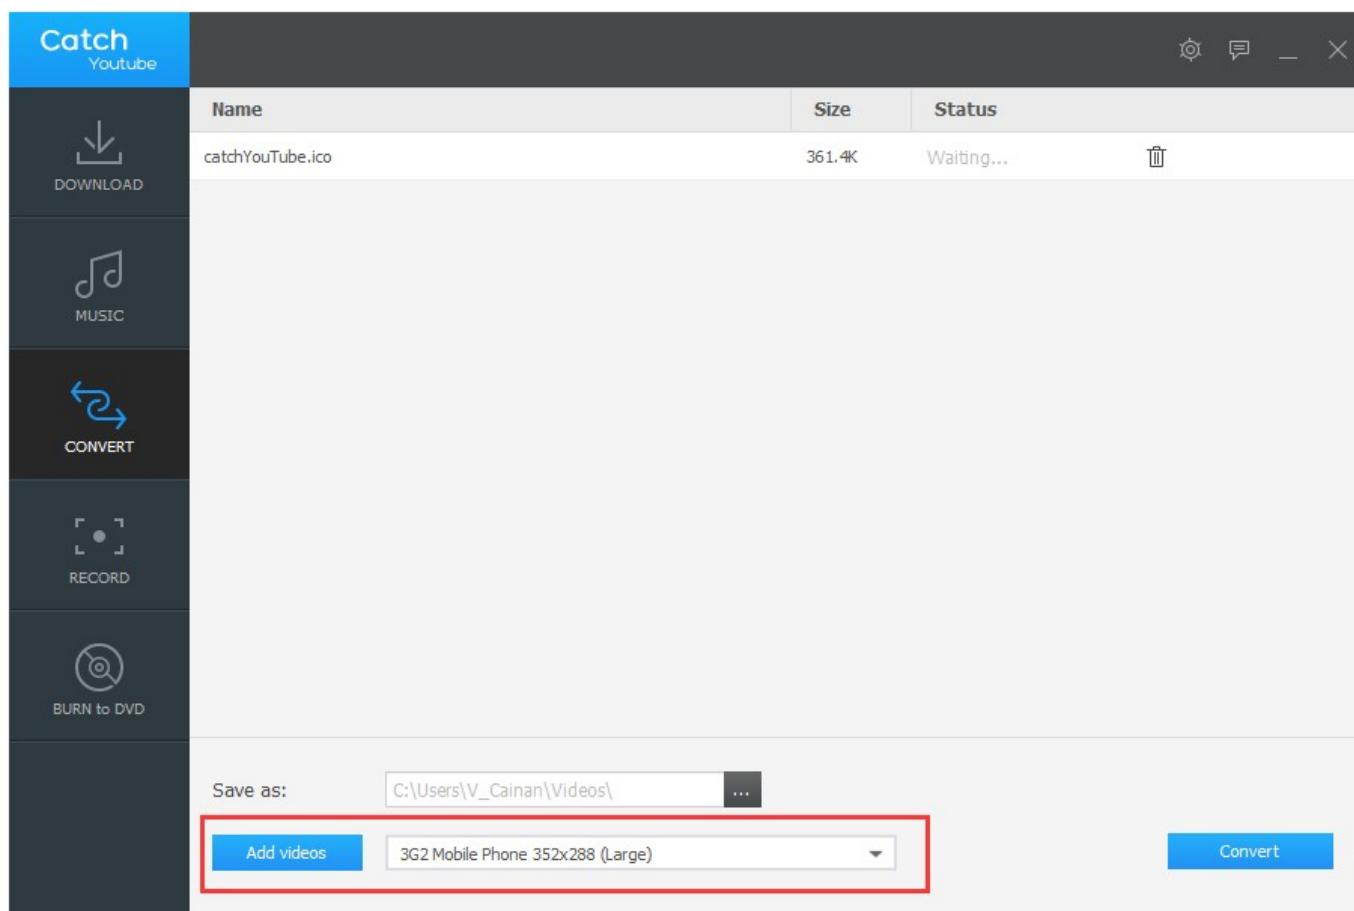 Catch
Youtube
Name Size Status
catchYouTube.ico 361.4K Waiting...
DOWNLOAD
MUSIC
CONVERT
RECORD
BURN to DVD
Save as: C:\Users\V_Cainan\Videos\ ...
Add videos 3G2 Mobile Phone 352x288 (Large) Convert